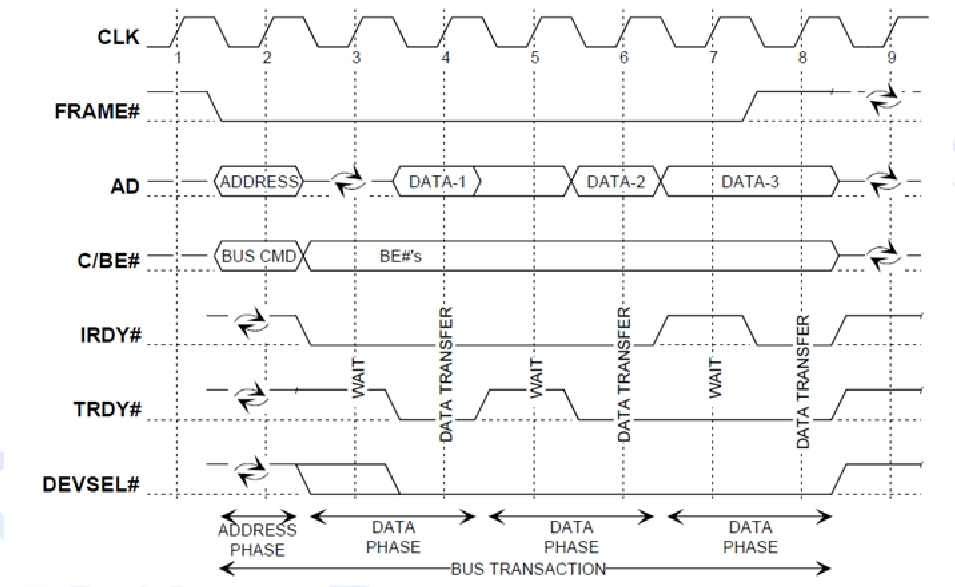 CLK
1 2 3 4 5 6 7 8 9
FRAME#
AD
ADDRESS DATA-1 DATA-2 DATA-3
C/BE#
BUS CMD BE#'s
IRDY#
WAIT DATA TRANSFER WAIT DATA TRANSFER WAIT DATA TRANSFER
TRDY#
DEVSEL#
ADDRESS DATA DATA DATA
PHASE PHASE PHASE PHASE
BUS TRANSACTION